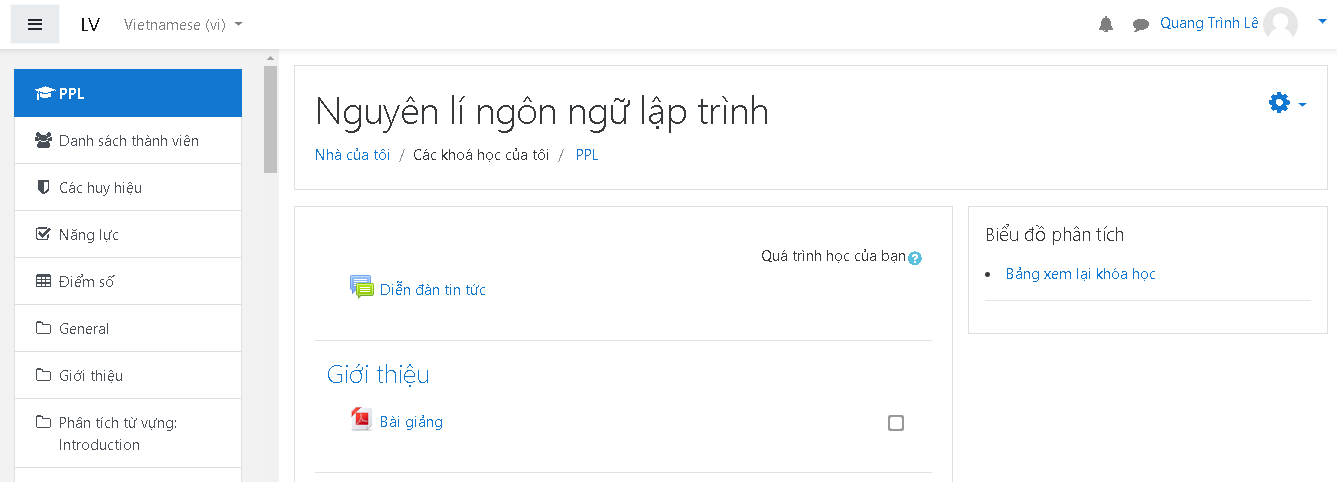 LV Vietnamese (vi) Quang Trình Lê
PPL
Danh sách thành viên
Các huy hiệu
Năng lực
Điểm số
General
Giới thiệu
Phân tích từ vựng:
Introduction
Nguyên lí ngôn ngữ lập trình
Nhà của tôi / Các khoá học của tôi / PPL
Quá trình học của bạn
Diễn đàn tin tức
Giới thiệu
Bài giảng
Biểu đồ phân tích
Bảng xem lại khóa học